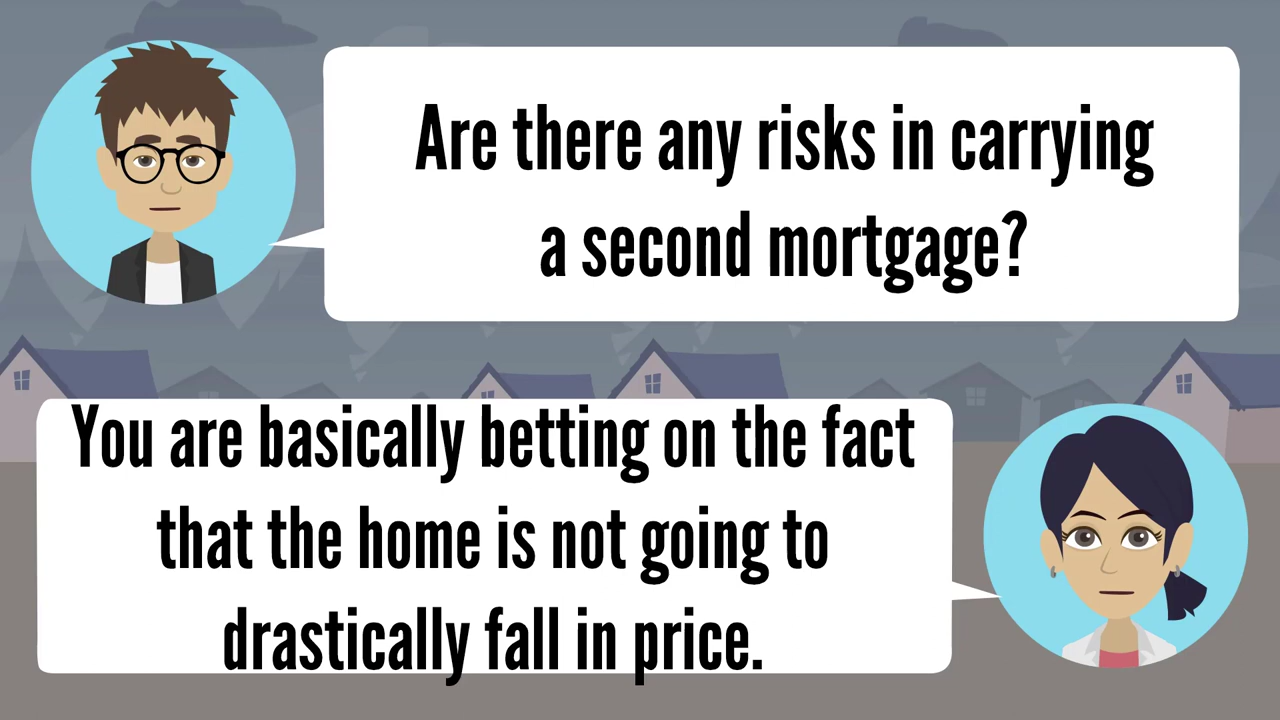 Are there any risks in carrying
a second mortgage?
You are basically betting on the fact
that the home is not going to
drastically fall in price.